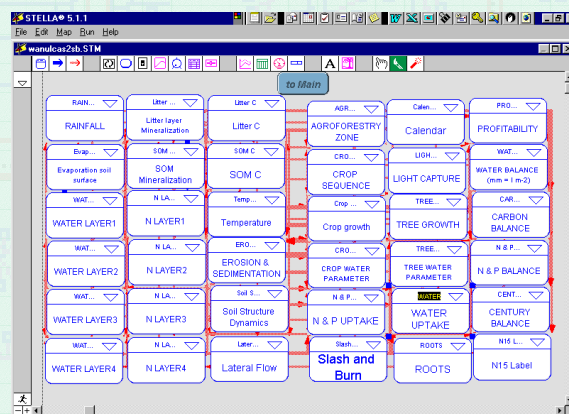 STELLA® 5.1.1
File Edit Map Run Help
wanulcas2sb.STM
A
to Main
RAIN...
RAINFALL
Litter ...
Litter layer
Mineralization
Litter C
Litter C
AGR...
AGROFORESTRY
ZONE
Calen...
Calendar
PRO...
PROFITABILITY
Evap...
Evaporation soil
surface
SOM ...
SOM
Mineralization
SOM C
SOM C
CRO...
CROP
SEQUENCE
LIGH...
LIGHT CAPTURE
WAT...
WATER BALANCE
(mm = l m-2)
WAT...
WATER LAYER1
N LA...
N LAYER1
Temp...
Temperature
Crop ...
Crop growth
TREE...
TREE GROWTH
CAR...
CARBON
BALANCE
WAT...
WATER LAYER2
N LA...
N LAYER2
ERO...
EROSION &
SEDIMENTATION
CRO...
CROP WATER
PARAMETER
TREE...
TREE WATER
PARAMETER
N & P...
N & P BALANCE
WAT...
WATER LAYER3
N LA...
N LAYER3
Soil S...
Soil Structure
Dynamics
N & P...
N & P UPTAKE
WATER
WATER
UPTAKE
CENT...
CENTURY
BALANCE
WAT...
WATER LAYER4
N LA...
N LAYER4
Later...
Lateral Flow
Slash...
Slash and
Burn
ROOTS
ROOTS
N15 L...
N15 Label